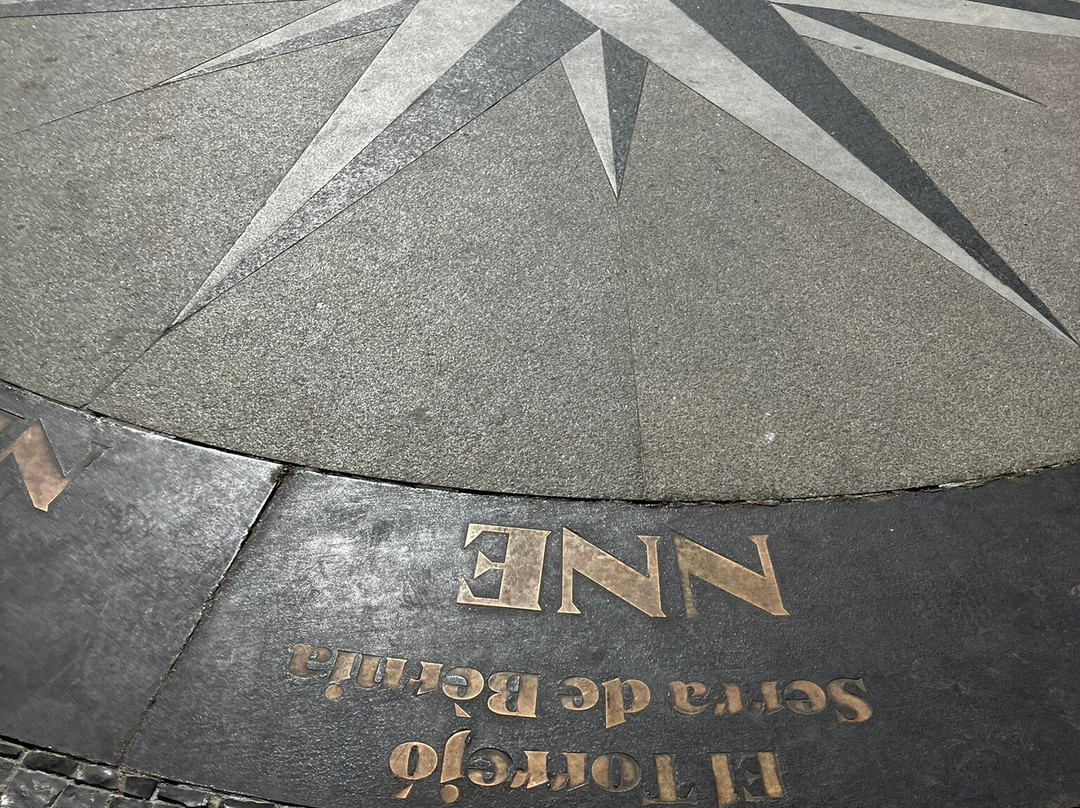 El Torrejó
Serra de Bèrnia
NNE
N